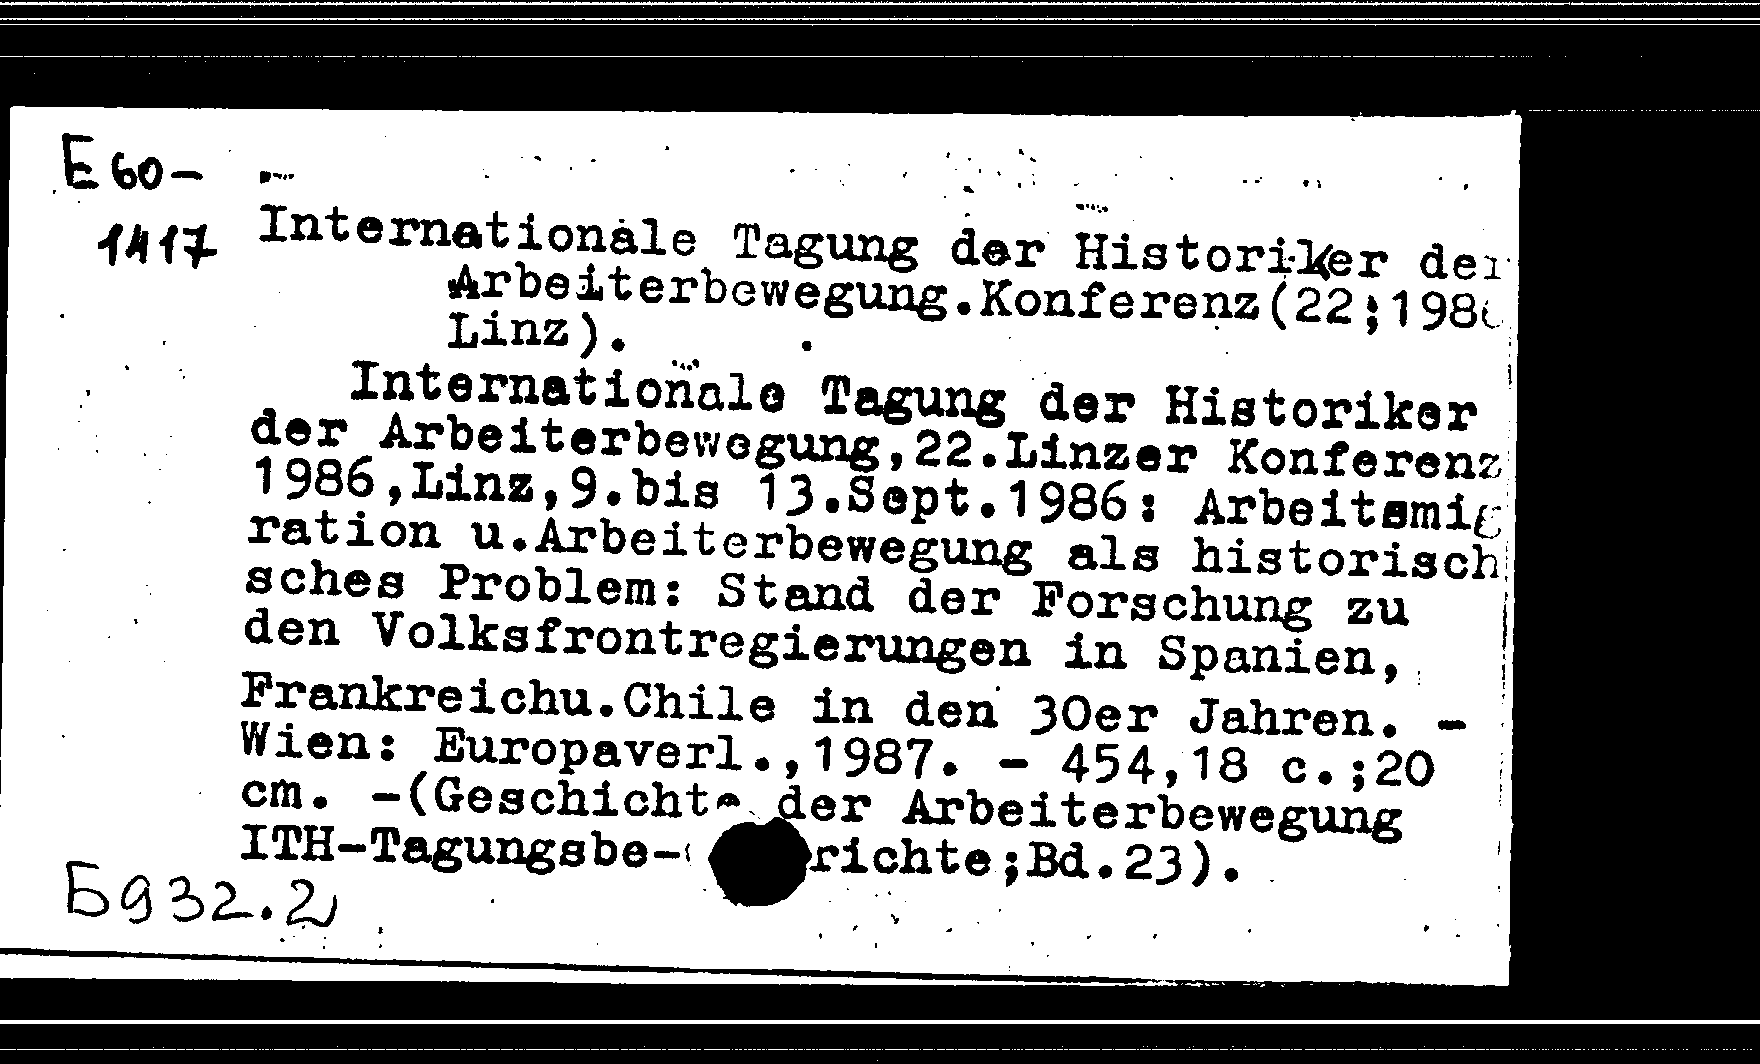 E 60-
1417
Internationale Tagung der Historiker der
Arbeiterbewegung.Konferenz(22;1986
Linz).
Internationale Tagung der Historiker
der Arbeiterbewegung,22.Linzer Konferenz
1986,Linz,9.bis 13.Sept.1986: Arbeitsmig
ration u.Arbeiterbewegung als historisch
sches Problem: Stand der Forschung zu
den Volksfrontregierungen in Spanien,
Frankreichu.Chile in den 30er Jahren. -
Wien: Europaverl.,1987. - 454,18 c.;20
cm. -(Geschichte der Arbeiterbewegung
ITH-Tagungsbe- richte;Bd.23).
Б932.2